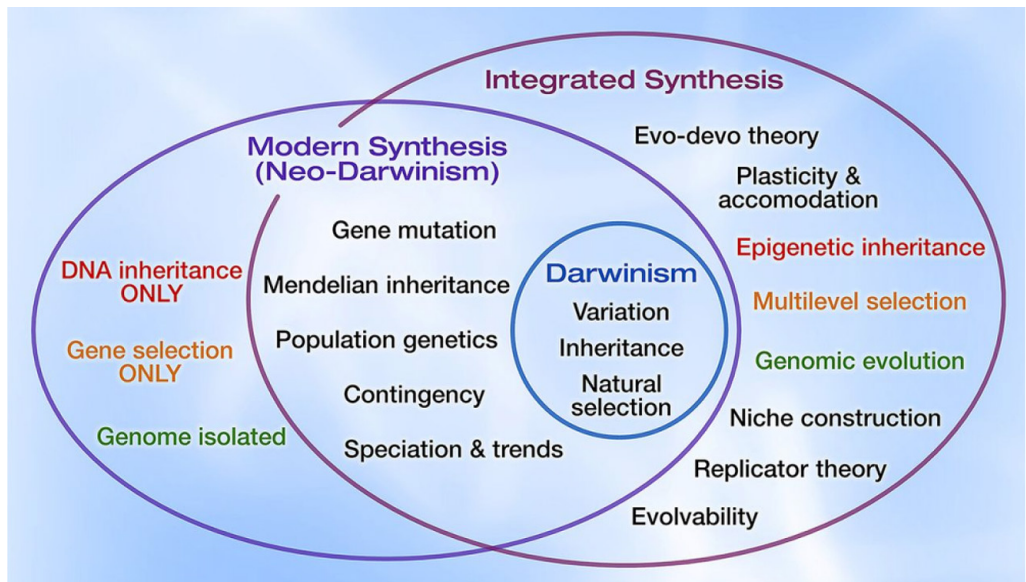 Integrated Synthesis
Modern Synthesis
(Neo-Darwinism)
DNA inheritance
ONLY
Gene selection
ONLY
Genome isolated
Gene mutation
Mendelian inheritance
Population genetics
Contingency
Speciation & trends
Darwinism
Variation
Inheritance
Natural
selection
Evo-devo theory
Plasticity &
accomodation
Epigenetic inheritance
Multilevel selection
Genomic evolution
Niche construction
Replicator theory
Evolvability